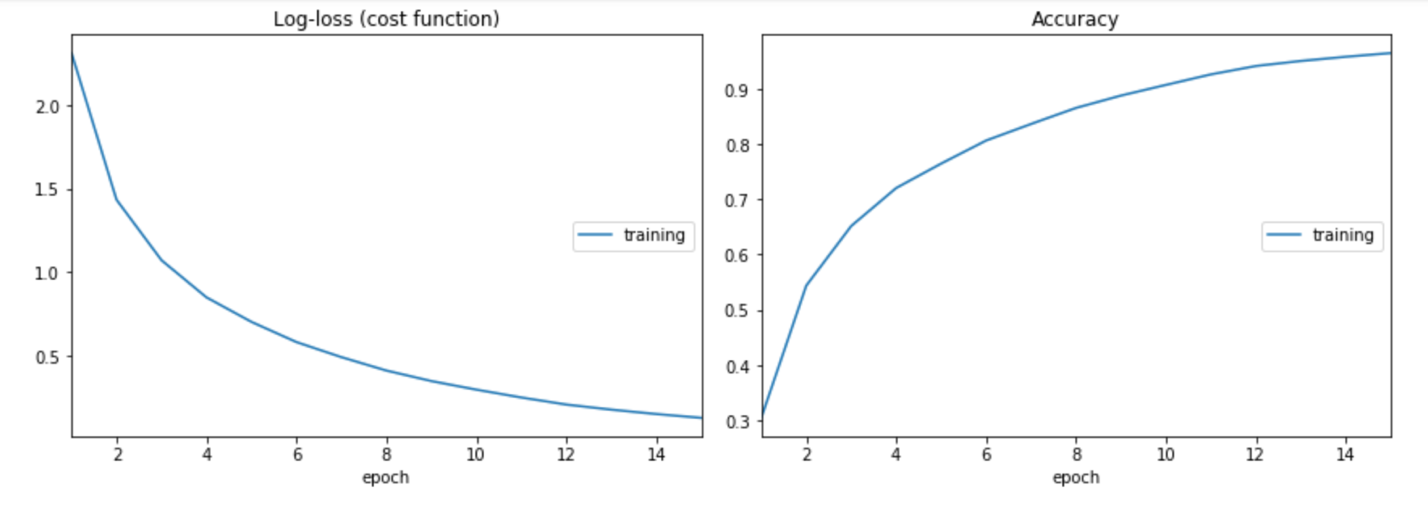 Log-loss (cost function)
2.0
1.5
1.0
0.5
training
2 4 6 8 10 12 14
epoch
Accuracy
0.9
0.8
0.7
0.6
0.5
0.4
0.3
training
2 4 6 8 10 12 14
epoch